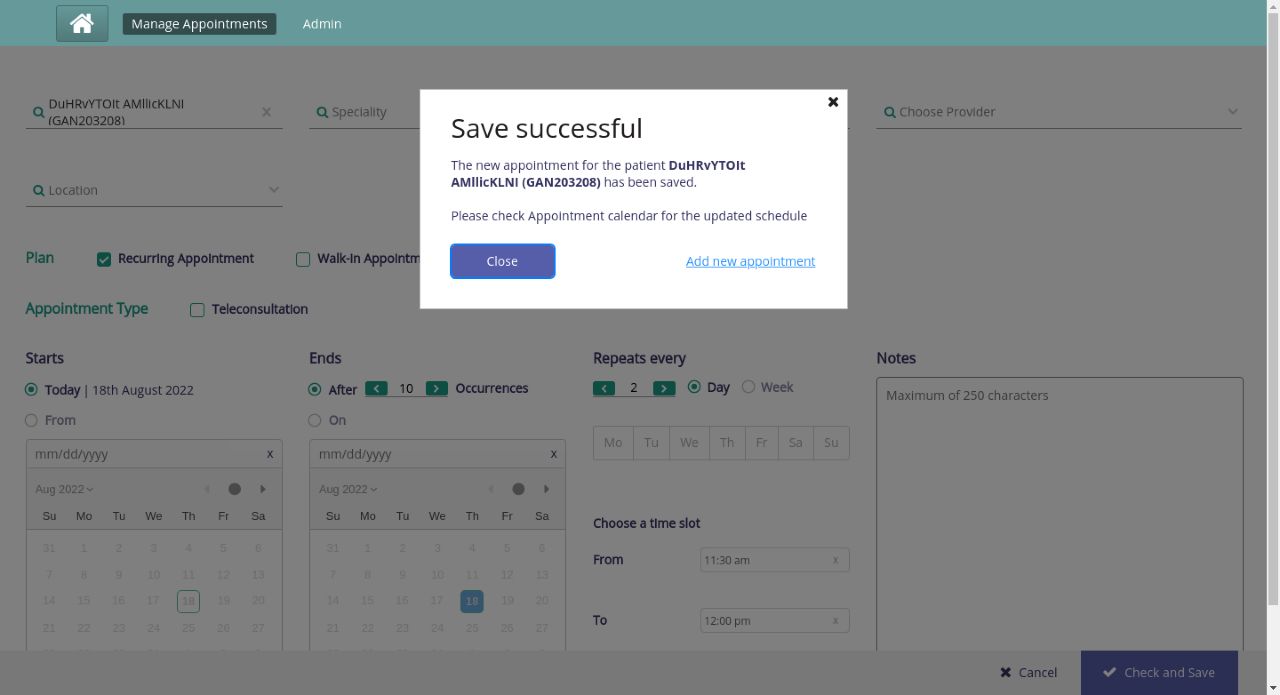 Manage Appointments
Admin
DuHRvYTOIt AMllicKLNI
(GAN203208)
Speciality
Choose Provider
Location
Save successful
The new appointment for the patient DuHRvYTOIt
AMllicKLNI (GAN203208) has been saved.
Please check Appointment calendar for the updated schedule
Close
Add new appointment
Plan
Recurring Appointment
Walk-In Appointm
Appointment Type
Teleconsultation
Starts
Today | 18th August 2022
From
mm/dd/yyyy x
Aug 2022
Su Mo Tu We Th Fr Sa
31 1 2 3 4 5 6
7 8 9 10 11 12 13
14 15 16 17 18 19 20
21 22 23 24 25 26 27
Ends
After 10 Occurrences
On
mm/dd/yyyy x
Aug 2022
Su Mo Tu We Th Fr Sa
31 1 2 3 4 5 6
7 8 9 10 11 12 13
14 15 16 17 18 19 20
21 22 23 24 25 26 27
Repeats every
2 Day Week
Mo Tu We Th Fr Sa Su
Choose a time slot
From 11:30 am x
To 12:00 pm x
Notes
Maximum of 250 characters
Cancel
Check and Save